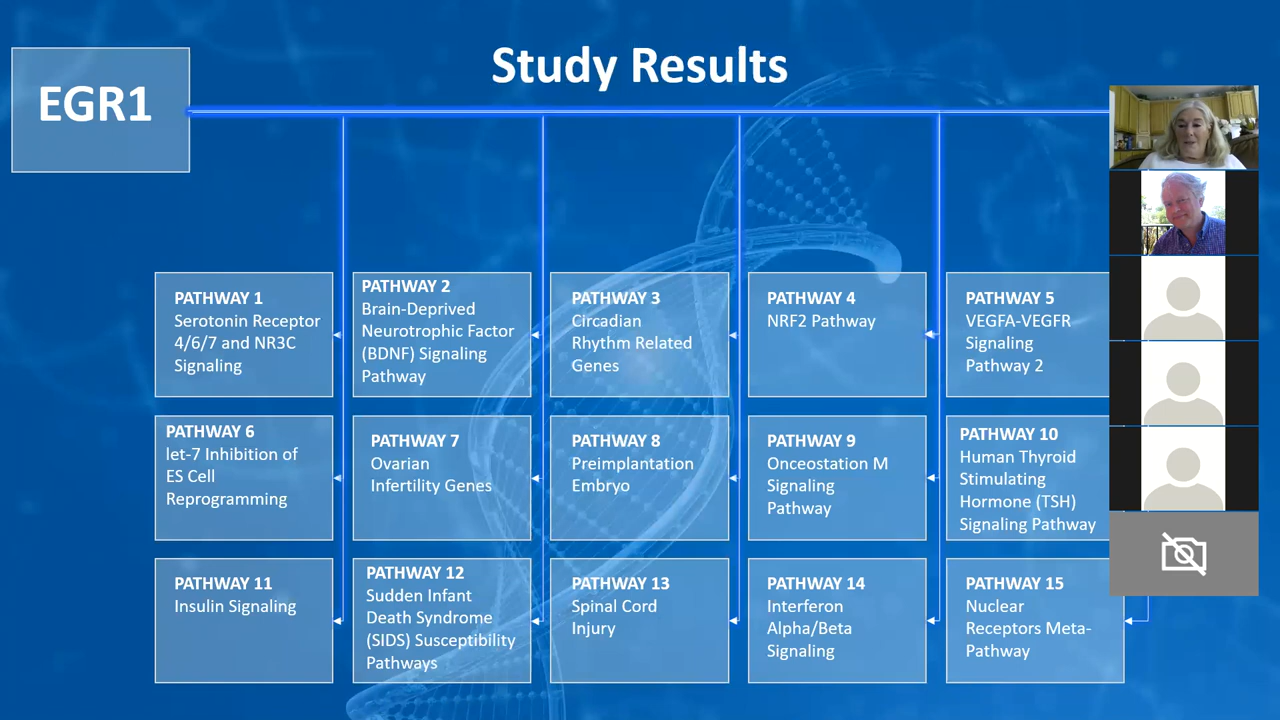 Study Results
EGR1
PATHWAY 1
Serotonin Receptor
4/6/7 and NR3C
Signaling
PATHWAY 2
Brain-Deprived
Neurotrophic Factor
(BDNF) Signaling
Pathway
PATHWAY 3
Circadian
Rhythm Related
Genes
PATHWAY 4
NRF2 Pathway
PATHWAY 5
VEGFA-VEGFR
Signaling
Pathway 2
PATHWAY 6
let-7 Inhibition of
ES Cell
Reprogramming
PATHWAY 7
Ovarian
Infertility Genes
PATHWAY 8
Preimplantation
Embryo
PATHWAY 9
Onceostation M
Signaling
Pathway
PATHWAY 10
Human Thyroid
Stimulating
Hormone (TSH)
Signaling Pathway
PATHWAY 11
Insulin Signaling
PATHWAY 12
Sudden Infant
Death Syndrome
(SIDS) Susceptibility
Pathways
PATHWAY 13
Spinal Cord
Injury
PATHWAY 14
Interferon
Alpha/Beta
Signaling
PATHWAY 15
Nuclear
Receptors Meta-
Pathway